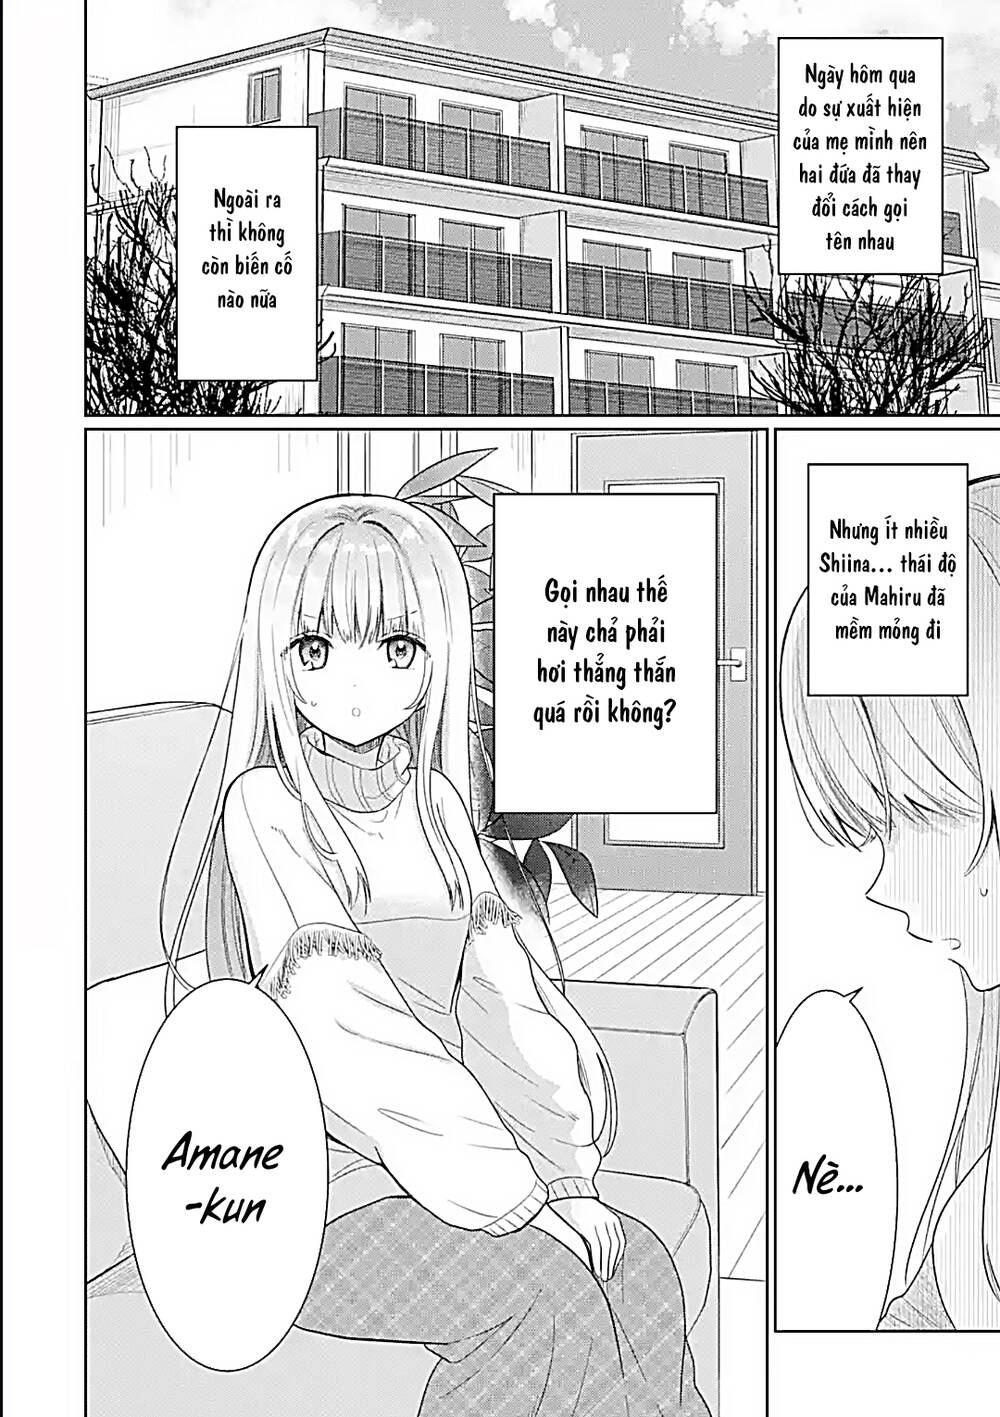 Ngày hôm qua
do sự xuất hiện
của mẹ mình nên
hai đứa đã thay
đổi cách gọi
tên nhau
Ngoài ra
thì không
còn biến cố
nào nữa
Nhưng ít nhiều
Shiina... thái độ
của Mahiru đã
mềm mỏng đi
Nè...
Gọi nhau thế
này chả phải
hơi thẳng thắn
quá rồi không?
Amane
-kun